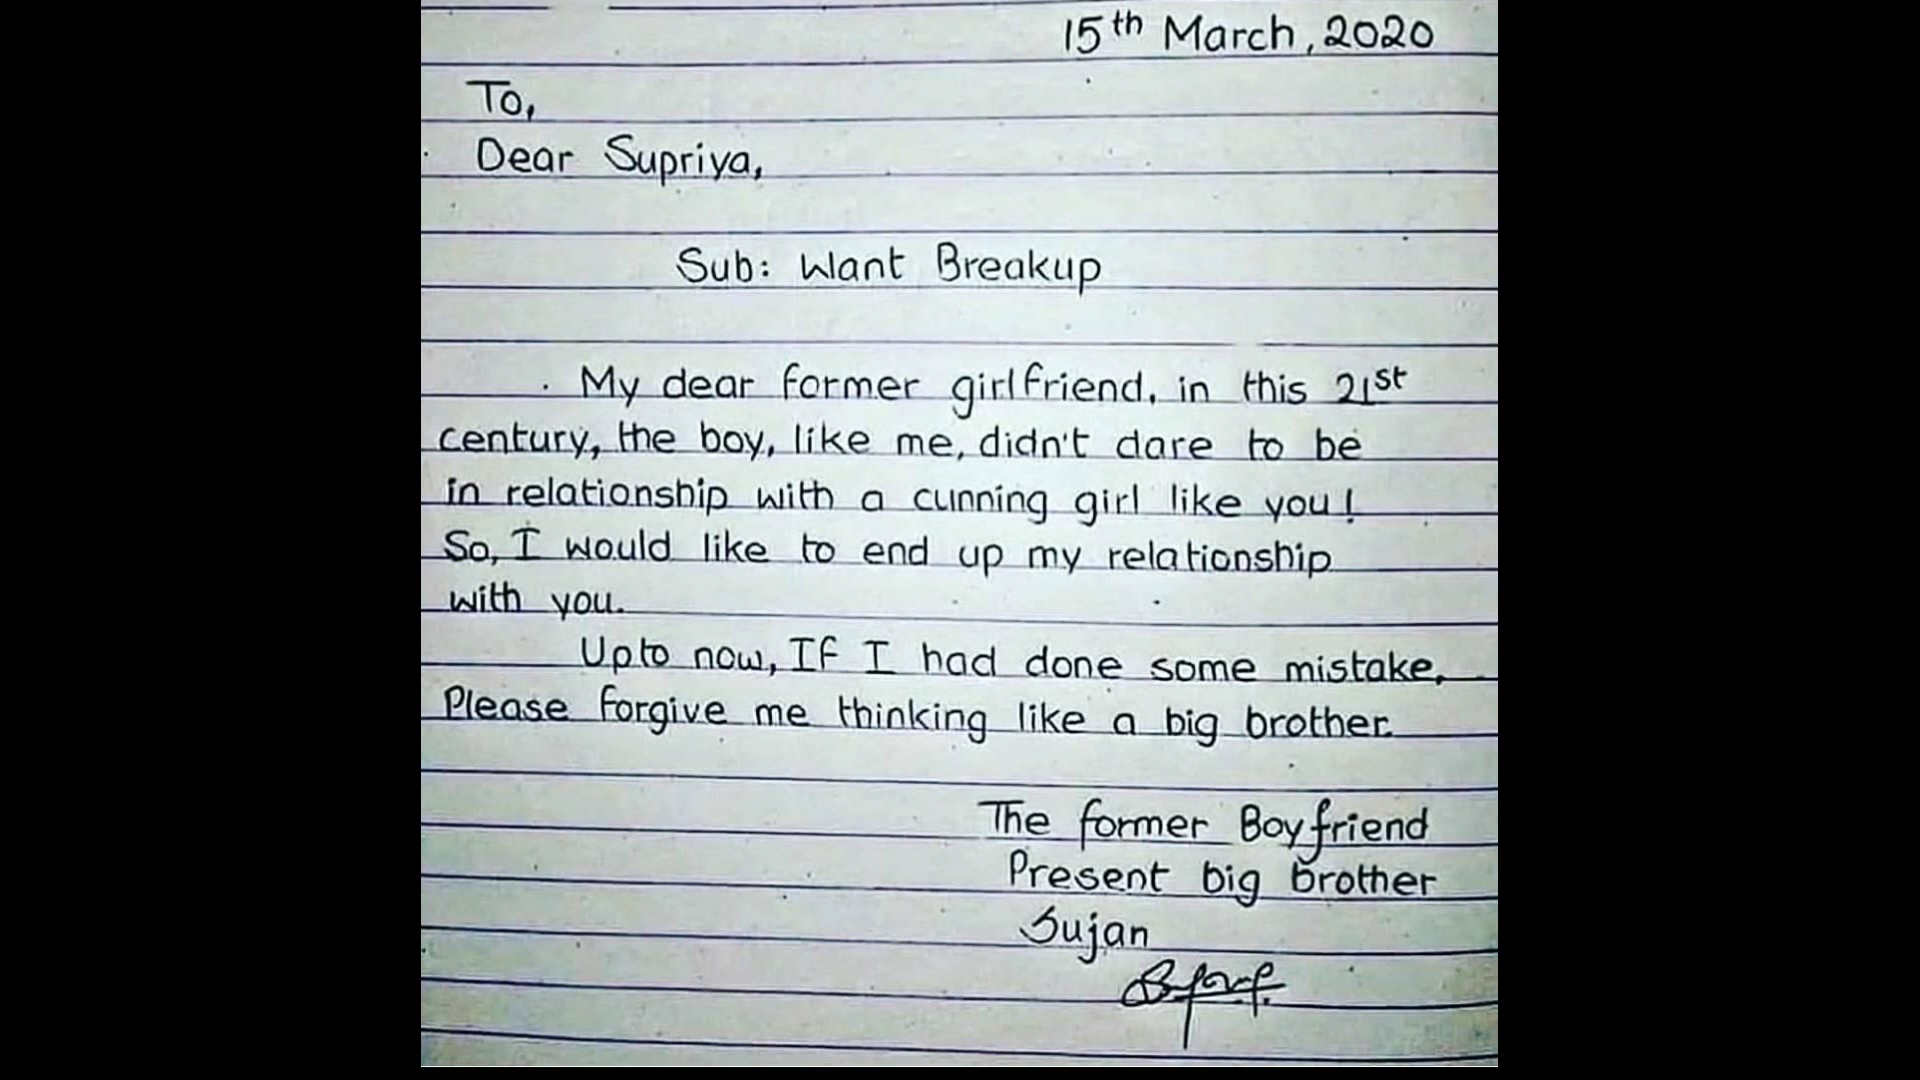 15th March, 2020
To,
Dear Supriya,
Sub: Want Breakup
My dear former girlfriend, in this 21st
century, the boy, like me, didn't dare to be
in relationship with a cunning girl like you!
So, I would like to end up my relationship
with you.
Upto now, If I had done some mistake,
Please forgive me thinking like a big brother.
The former Boyfriend
Present big brother
Sujan